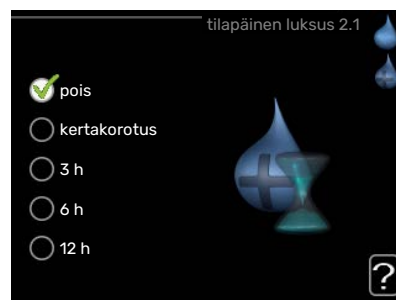 tilapäinen luksus 2.1
pois
kertakorotus
3 h
6 h
12 h
?